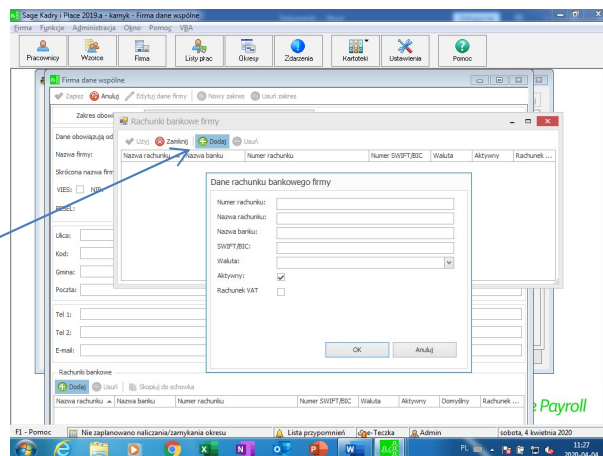 Sage Kadry i Płace 2019.a - kamyk - Firma dane wspólne
Firma Funkcje Administracja Okno Pomoc VBA
Pracownicy Wzorce Firma Listy płac Okresy Zdarzenia Kartoteki Ustawienia Pomoc
Firma dane wspólne
Zapisz Anuluj Edytuj dane firmy Nowy zakres Usuń zakres
Zakres obow
Rachunki bankowe firmy
Dane obowiązują od
Użyj Zamknij Dodaj Usuń
Nazwa firmy:
Nazwa rachunku Nazwa banku Numer rachunku Numer SWIFT/BIC Waluta Aktywny Rachunek ...
Skrócona nazwa firm
VIES: NIP:
PESEL:
Dane rachunku bankowego firmy
Numer rachunku:
Nazwa rachunku:
Nazwa banku:
SWIFT/BIC:
Waluta:
Aktywny:
Rachunek VAT
OK Anuluj
Ulica:
Kod:
Gmina:
Poczta:
Tel 1:
Tel 2:
E-mail:
Rachunki bankowe
Dodaj Usuń Skopiuj do schowka
Nazwa rachunku Nazwa banku Numer rachunku Numer SWIFT/BIC Waluta Aktywny Domyślny Rachunek ...
e Payroll
F1 - Pomoc Nie zaplanowano naliczania/zamykania okresu Lista przypomnień e-Teczka Admin sobota, 4 kwietnia 2020
PL 11:27
2020-04-04